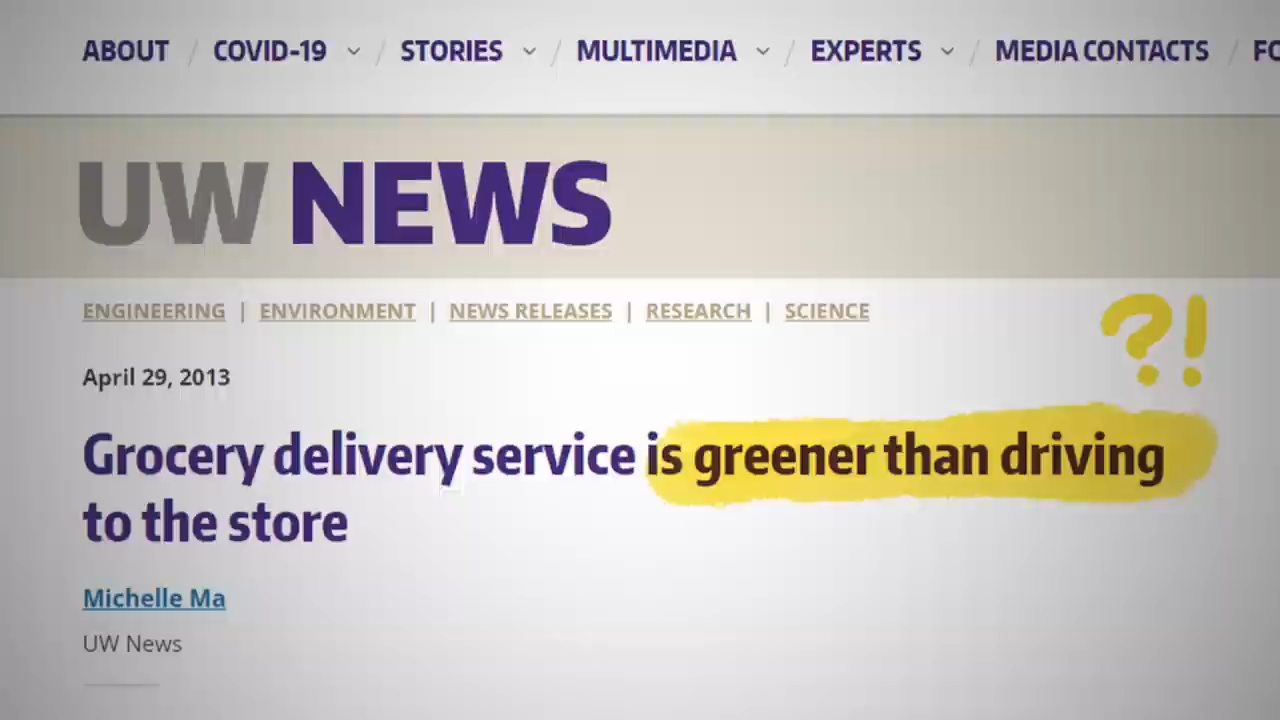 ABOUT / COVID-19 / STORIES / MULTIMEDIA / EXPERTS / MEDIA CONTACTS /
UW NEWS
ENGINEERING | ENVIRONMENT | NEWS RELEASES | RESEARCH | SCIENCE
?!
April 29, 2013
Grocery delivery service is greener than driving
to the store
Michelle Ma
UW News